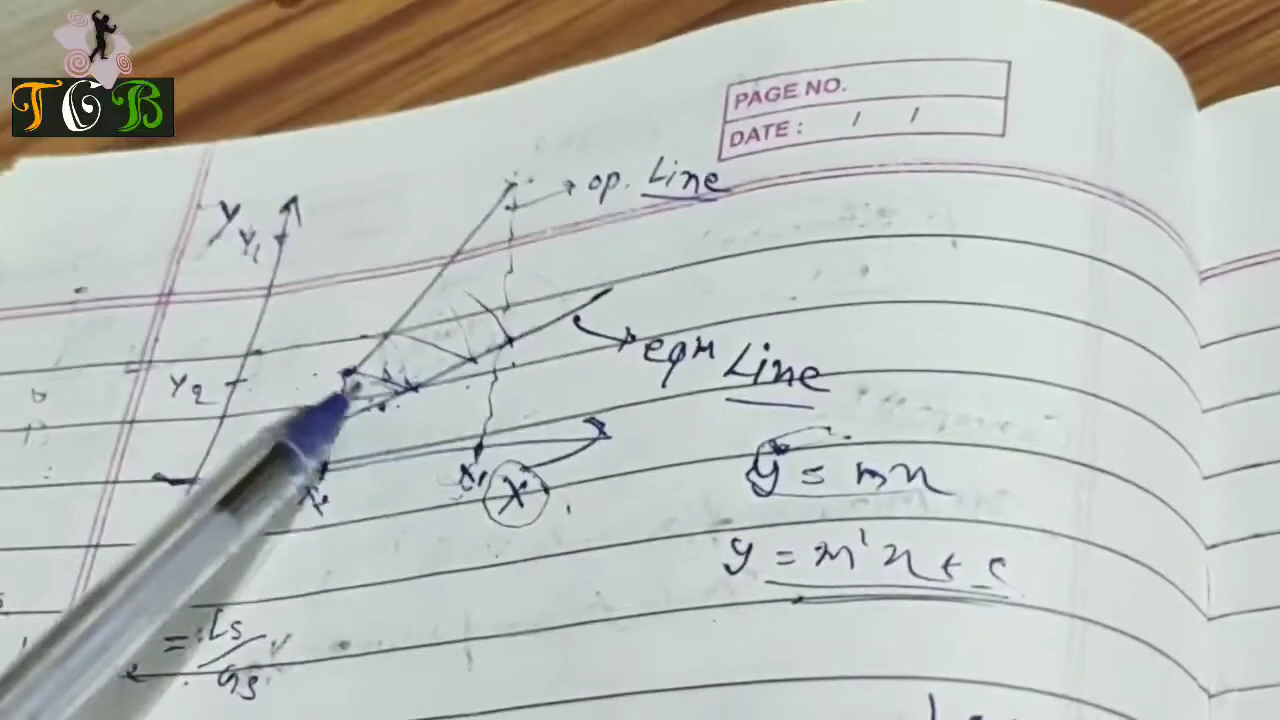 TGB
PAGE NO.
DATE : / /
op. Line
Y Y1
eqn Line
Y2
X1
X
y = mx
y = m'x + c
= Ls
Gs